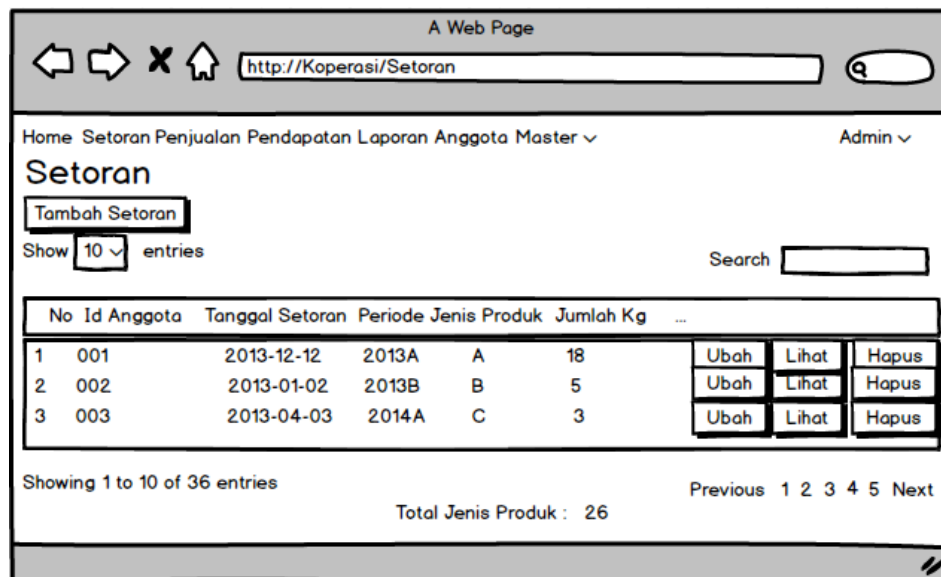 A Web Page
http://Koperasi/Setoran
Home Setoran Penjualan Pendapatan Laporan Anggota Master Admin
Setoran
Tambah Setoran
Show 10 entries
Search
No Id Anggota Tanggal Setoran Periode Jenis Produk Jumlah Kg ...
1 001 2013-12-12 2013A A 18 Ubah Lihat Hapus
2 002 2013-01-02 2013B B 5 Ubah Lihat Hapus
3 003 2013-04-03 2014A C 3 Ubah Lihat Hapus
Showing 1 to 10 of 36 entries
Previous 1 2 3 4 5 Next
Total Jenis Produk : 26